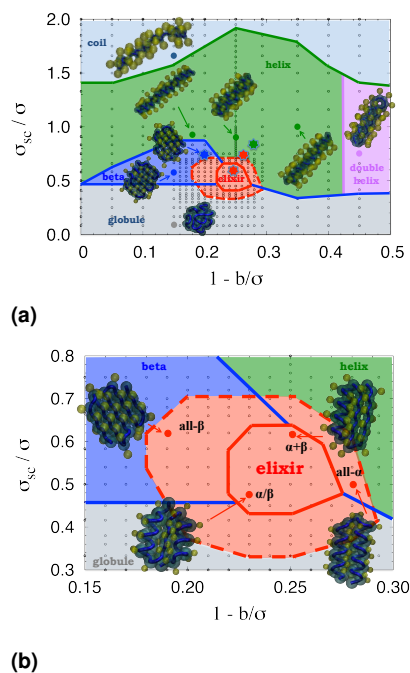 2.0
coil
1.5
helix
σsc / σ
1.0
double
helix
0.5
beta
elixir
globule
0.0
0 0.1 0.2 0.3 0.4 0.5
1 - b/σ
(a)
0.8
beta
helix
0.7
all-β
α+β
0.6
σsc / σ
elixir
all-α
0.5
α/β
0.4
globule
0.3
0.15 0.20 0.25 0.30
1 - b/σ
(b)